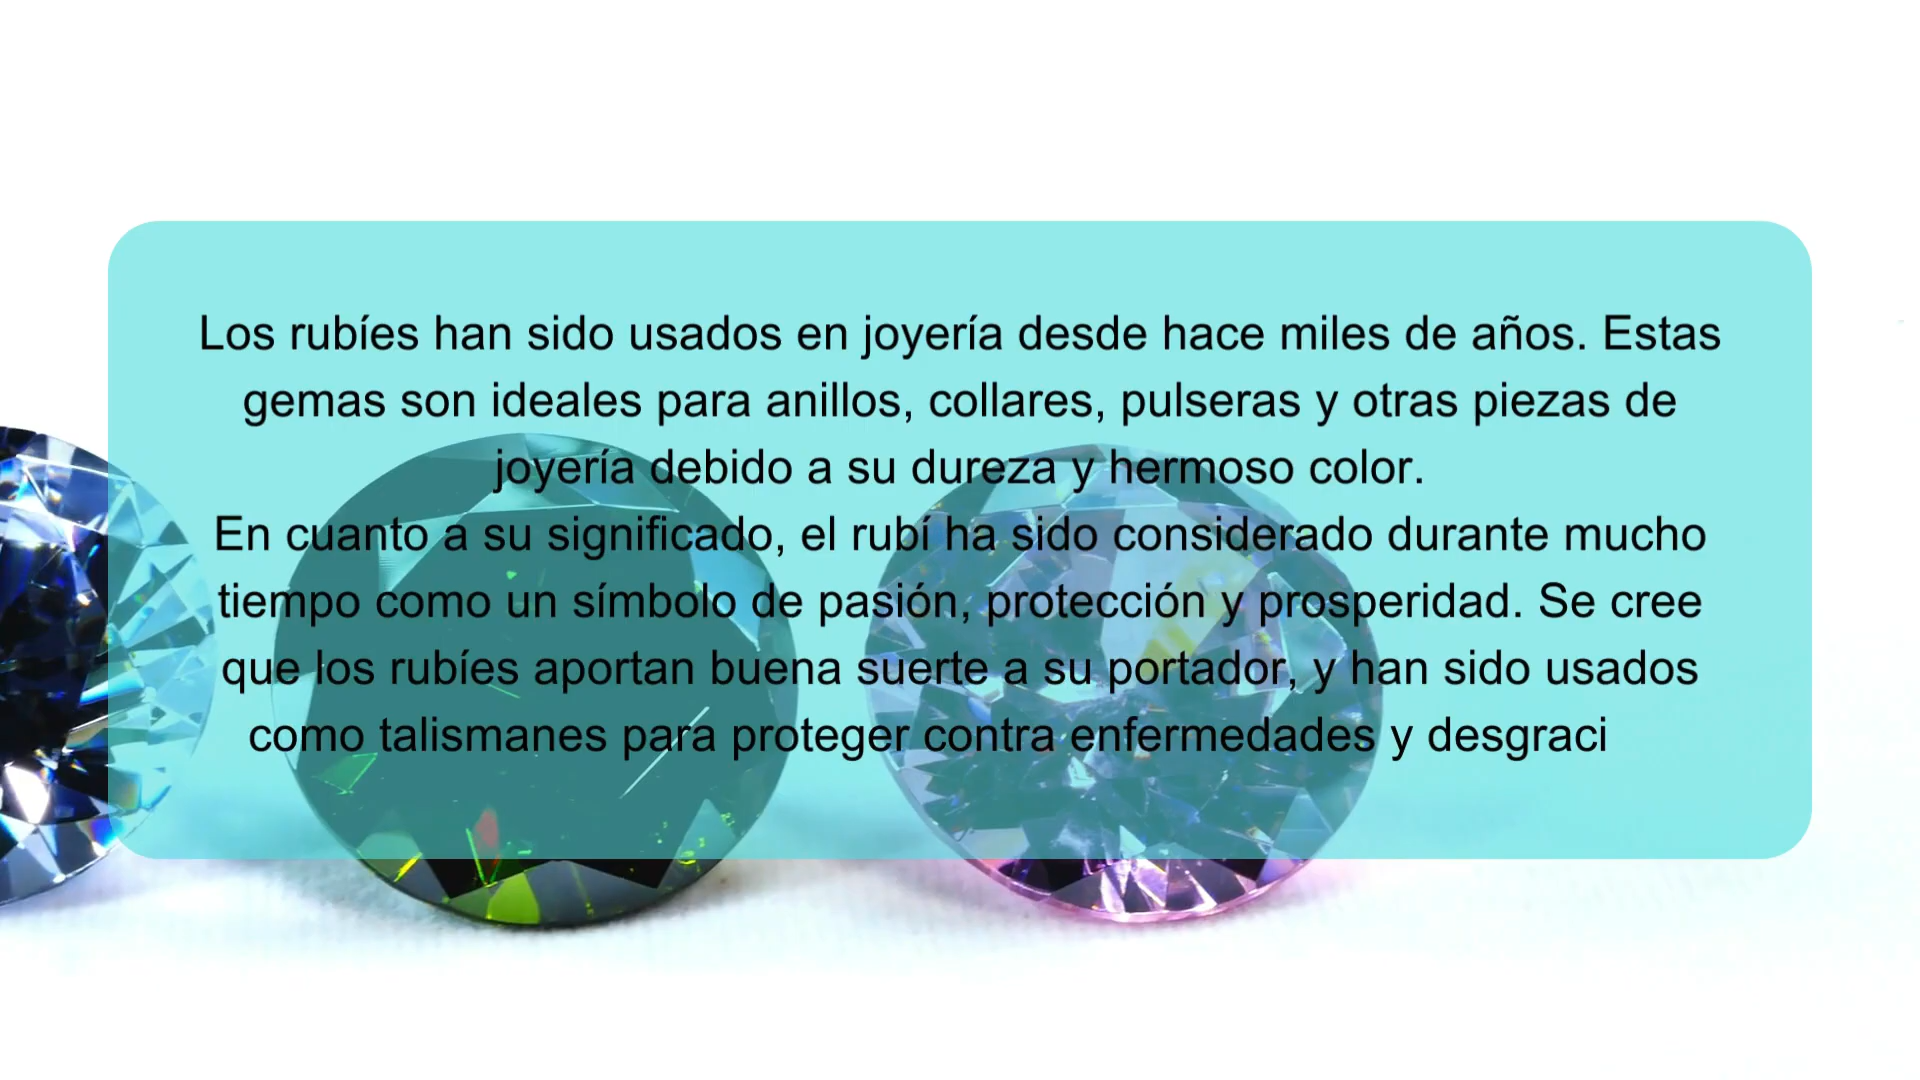 Los rubíes han sido usados en joyería desde hace miles de años. Estas
gemas son ideales para anillos, collares, pulseras y otras piezas de
joyería debido a su dureza y hermoso color.
En cuanto a su significado, el rubí ha sido considerado durante mucho
tiempo como un símbolo de pasión, protección y prosperidad. Se cree
que los rubíes aportan buena suerte a su portador, y han sido usados
como talismanes para proteger contra enfermedades y desgraci